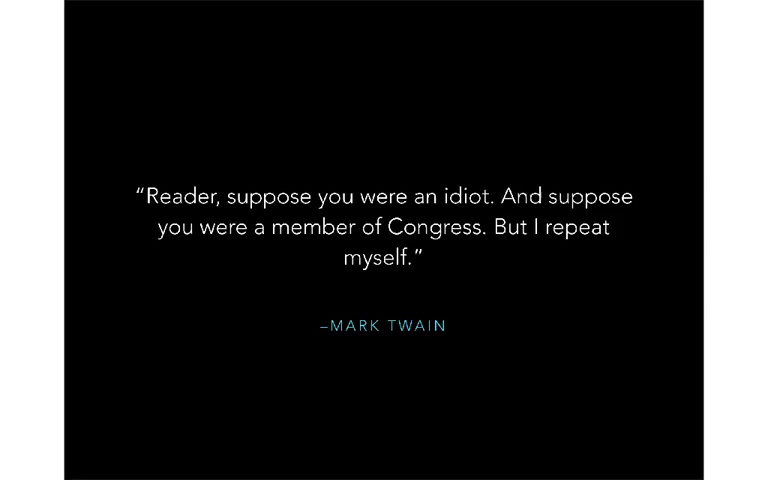 “Reader, suppose you were an idiot. And suppose
you were a member of Congress. But I repeat
myself.”
–MARK TWAIN